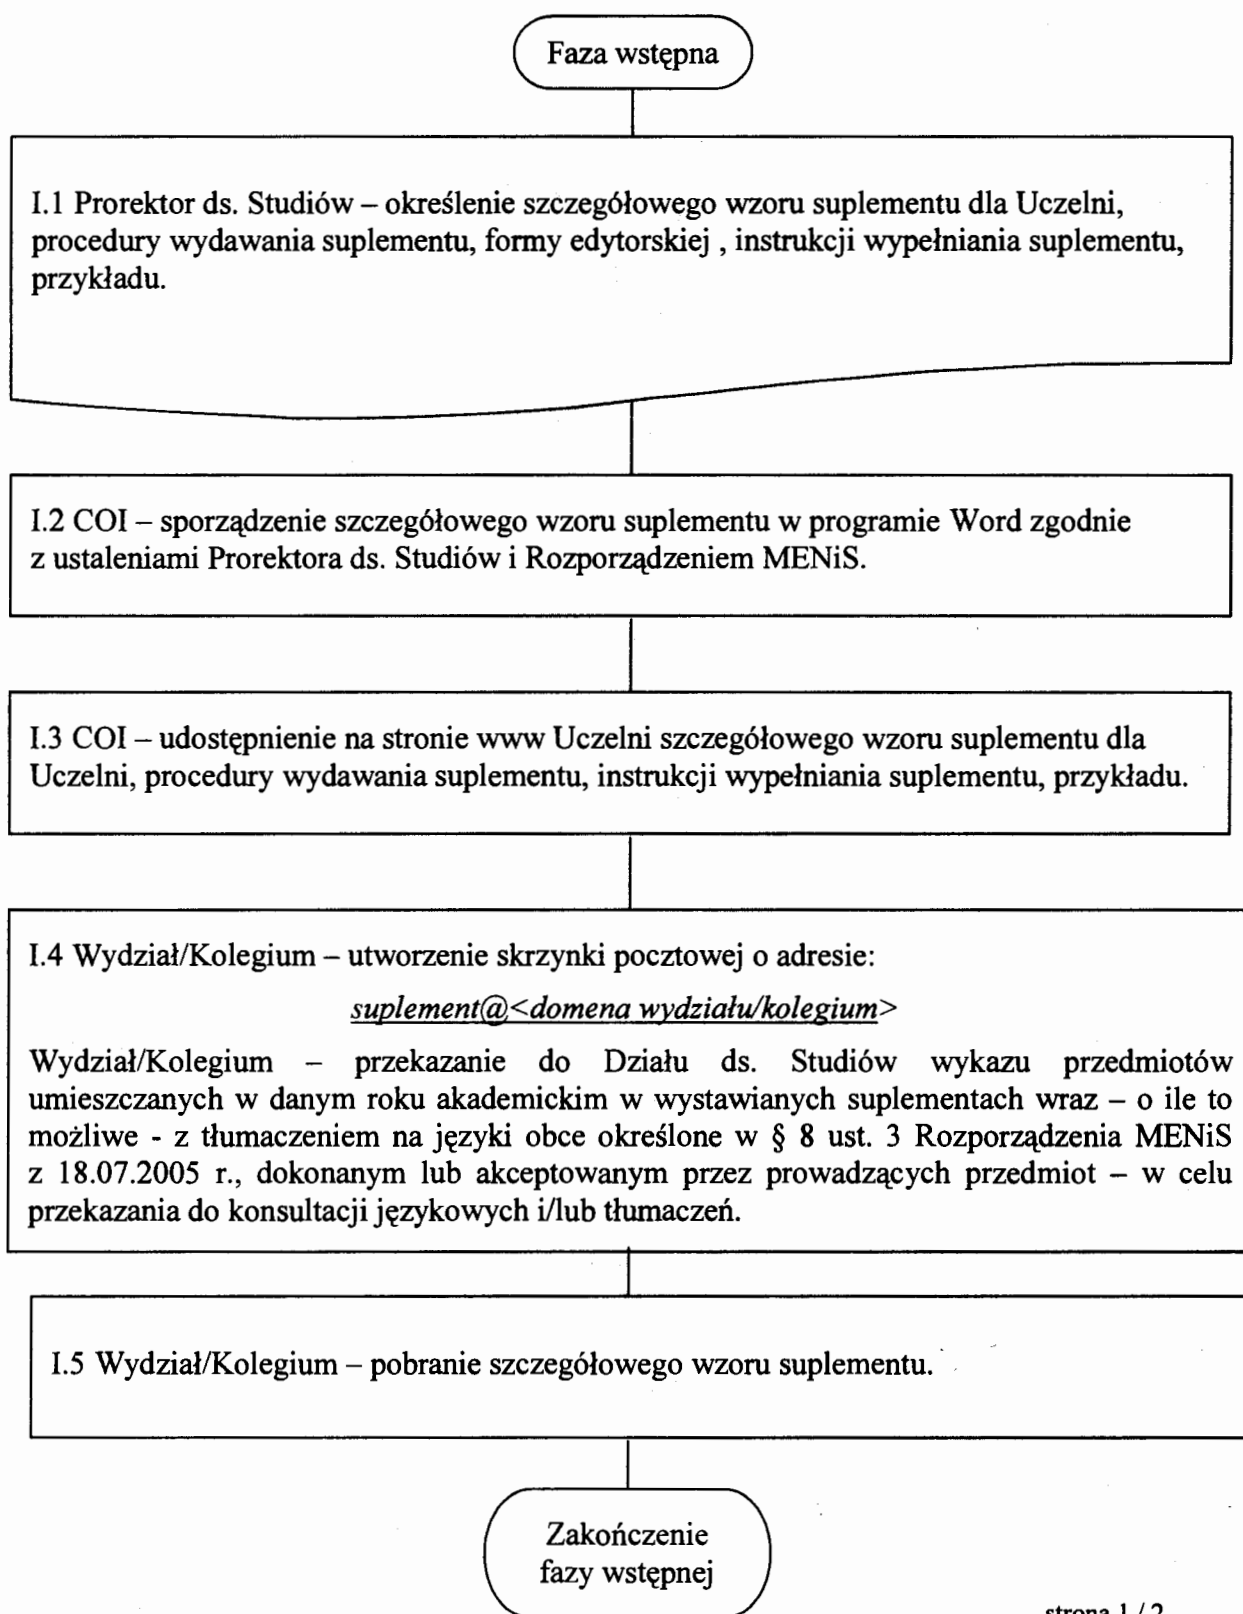 Faza wstępna
I.1 Prorektor ds. Studiów – określenie szczegółowego wzoru suplementu dla Uczelni,
procedury wydawania suplementu, formy edytorskiej , instrukcji wypełniania suplementu,
przykładu.
I.2 COI – sporządzenie szczegółowego wzoru suplementu w programie Word zgodnie
z ustaleniami Prorektora ds. Studiów i Rozporządzeniem MENiS.
I.3 COI – udostępnienie na stronie www Uczelni szczegółowego wzoru suplementu dla
Uczelni, procedury wydawania suplementu, instrukcji wypełniania suplementu, przykładu.
I.4 Wydział/Kolegium – utworzenie skrzynki pocztowej o adresie:
suplement@<domena wydziału/kolegium>
Wydział/Kolegium – przekazanie do Działu ds. Studiów wykazu przedmiotów
umieszczanych w danym roku akademickim w wystawianych suplementach wraz – o ile to
możliwe - z tłumaczeniem na języki obce określone w § 8 ust. 3 Rozporządzenia MENiS
z 18.07.2005 r., dokonanym lub akceptowanym przez prowadzących przedmiot – w celu
przekazania do konsultacji językowych i/lub tłumaczeń.
I.5 Wydział/Kolegium – pobranie szczegółowego wzoru suplementu.
Zakończenie
fazy wstępnej
strona 1 / 2